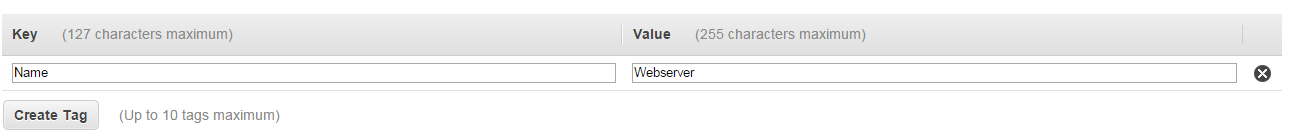 Key (127 characters maximum) Value (255 characters maximum)
Name Webserver
Create Tag (Up to 10 tags maximum)